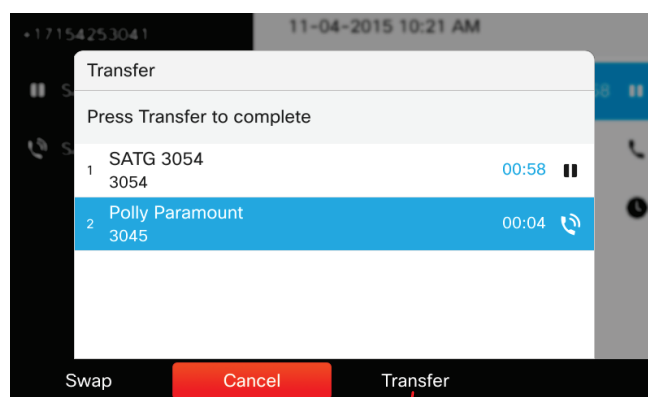 +17154253041
11-04-2015 10:21 AM
Transfer
Press Transfer to complete
1 SATG 3054 00:58
3054
2 Polly Paramount 00:04
3045
Swap Cancel Transfer